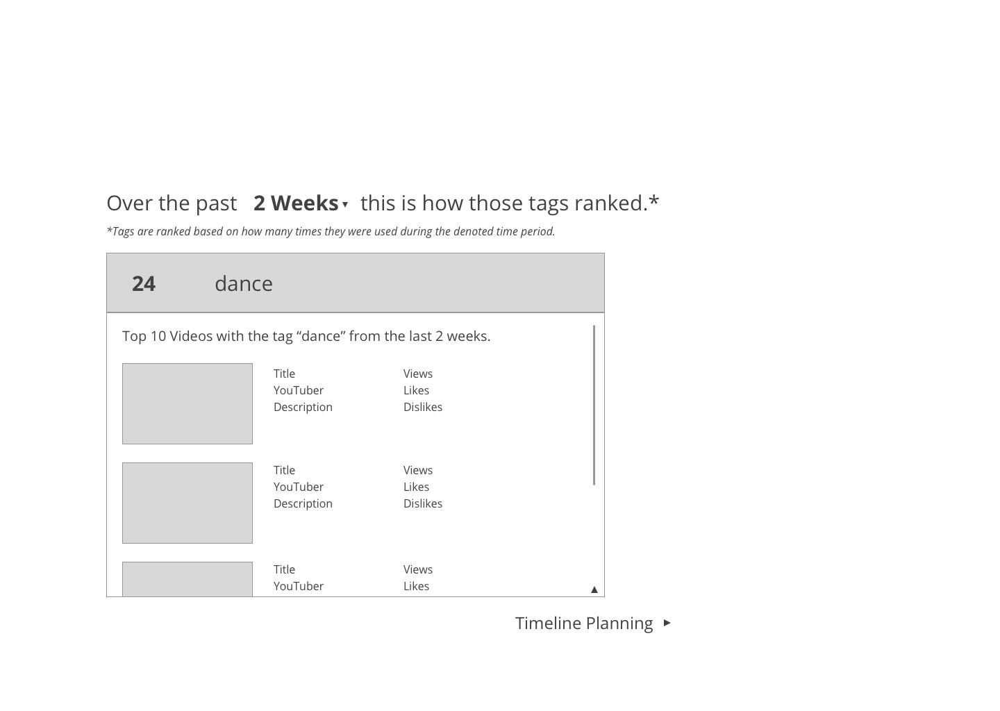 Over the past 2 Weeks ▾ this is how those tags ranked.*
*Tags are ranked based on how many times they were used during the denoted time period.
24 dance
Top 10 Videos with the tag “dance” from the last 2 weeks.
Title Views
YouTuber Likes
Description Dislikes
Title Views
YouTuber Likes
Description Dislikes
Title Views
YouTuber Likes
Timeline Planning ▸